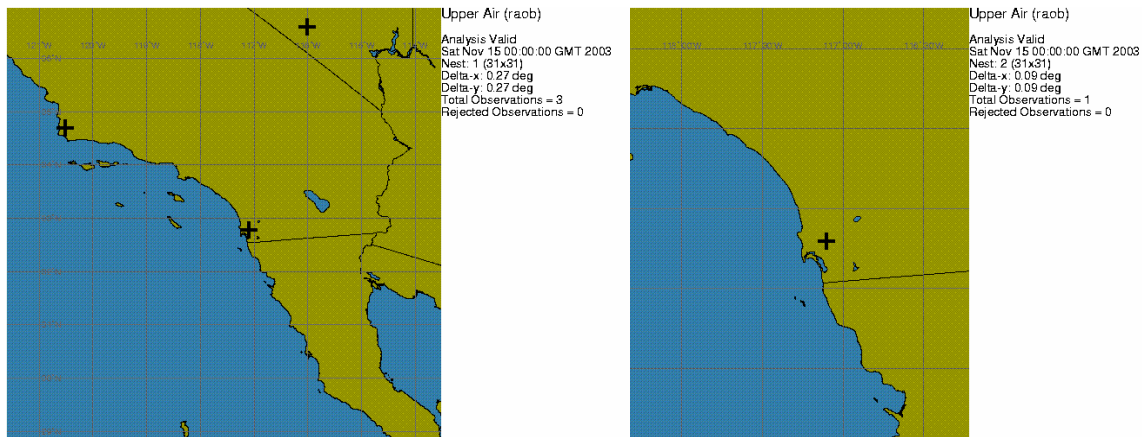 Upper Air (raob)
Analysis Valid
Sat Nov 15 00:00:00 GMT 2003
Nest: 1 (31x31)
Delta-x: 0.27 deg
Delta-y: 0.27 deg
Total Observations = 3
Rejected Observations = 0
Upper Air (raob)
Analysis Valid
Sat Nov 15 00:00:00 GMT 2003
Nest: 2 (31x31)
Delta-x: 0.09 deg
Delta-y: 0.09 deg
Total Observations = 1
Rejected Observations = 0